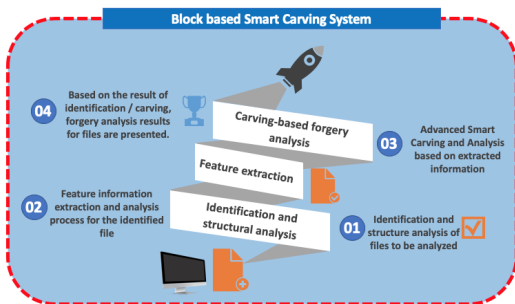 Block based Smart Carving System
04
Based on the result of
identification / carving,
forgery analysis results
for files are presented.
Carving-based forgery
analysis
03
Advanced Smart
Carving and Analysis
based on extracted
information
Feature extraction
02
Feature information
extraction and analysis
process for the identified
file
Identification and
structural analysis
01
Identification and
structure analysis of
files to be analyzed